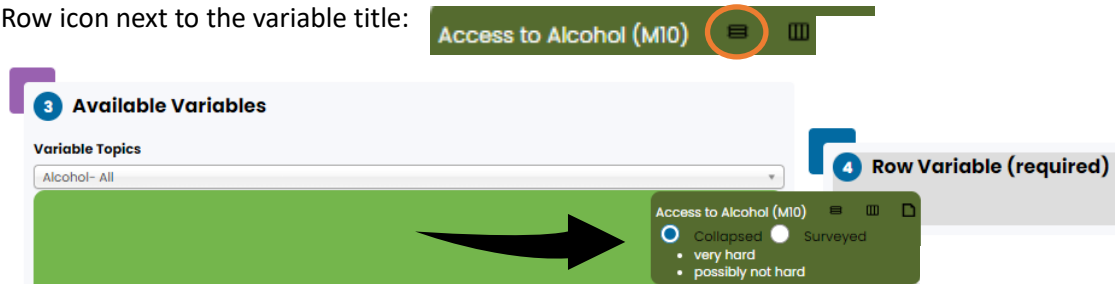 Row icon next to the variable title:
Access to Alcohol (M10)
3 Available Variables
Variable Topics
Alcohol- All
4 Row Variable (required)
Access to Alcohol (M10)
Collapsed Surveyed
• very hard
• possibly not hard